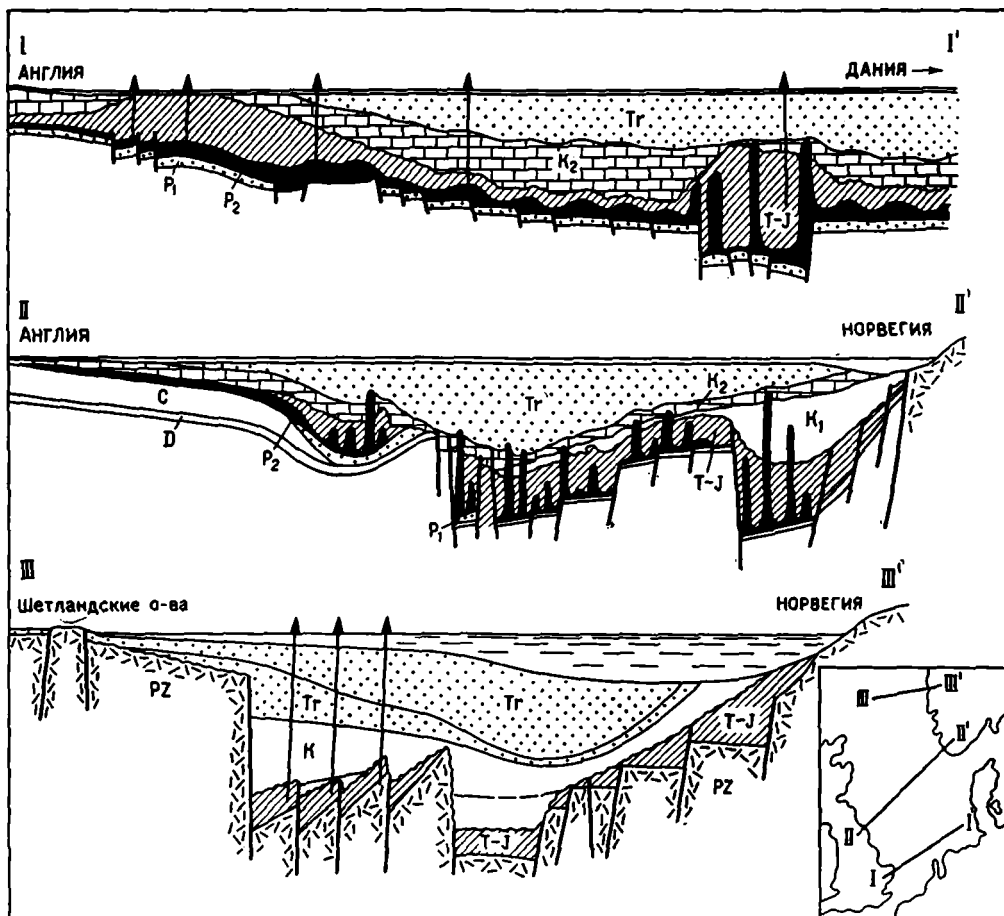 I I'
АНГЛИЯ ДАНИЯ
Tr
K₂
P₁
P₂
T-J
II II'
АНГЛИЯ НОРВЕГИЯ
K₂
C
Tr
K₁
D
P₂
T-J
P₁
III III'
Шетландские о-ва НОРВЕГИЯ
PZ
T-J
Tr Tr
K
PZ
T-J
III III'
II'
II
I'
I